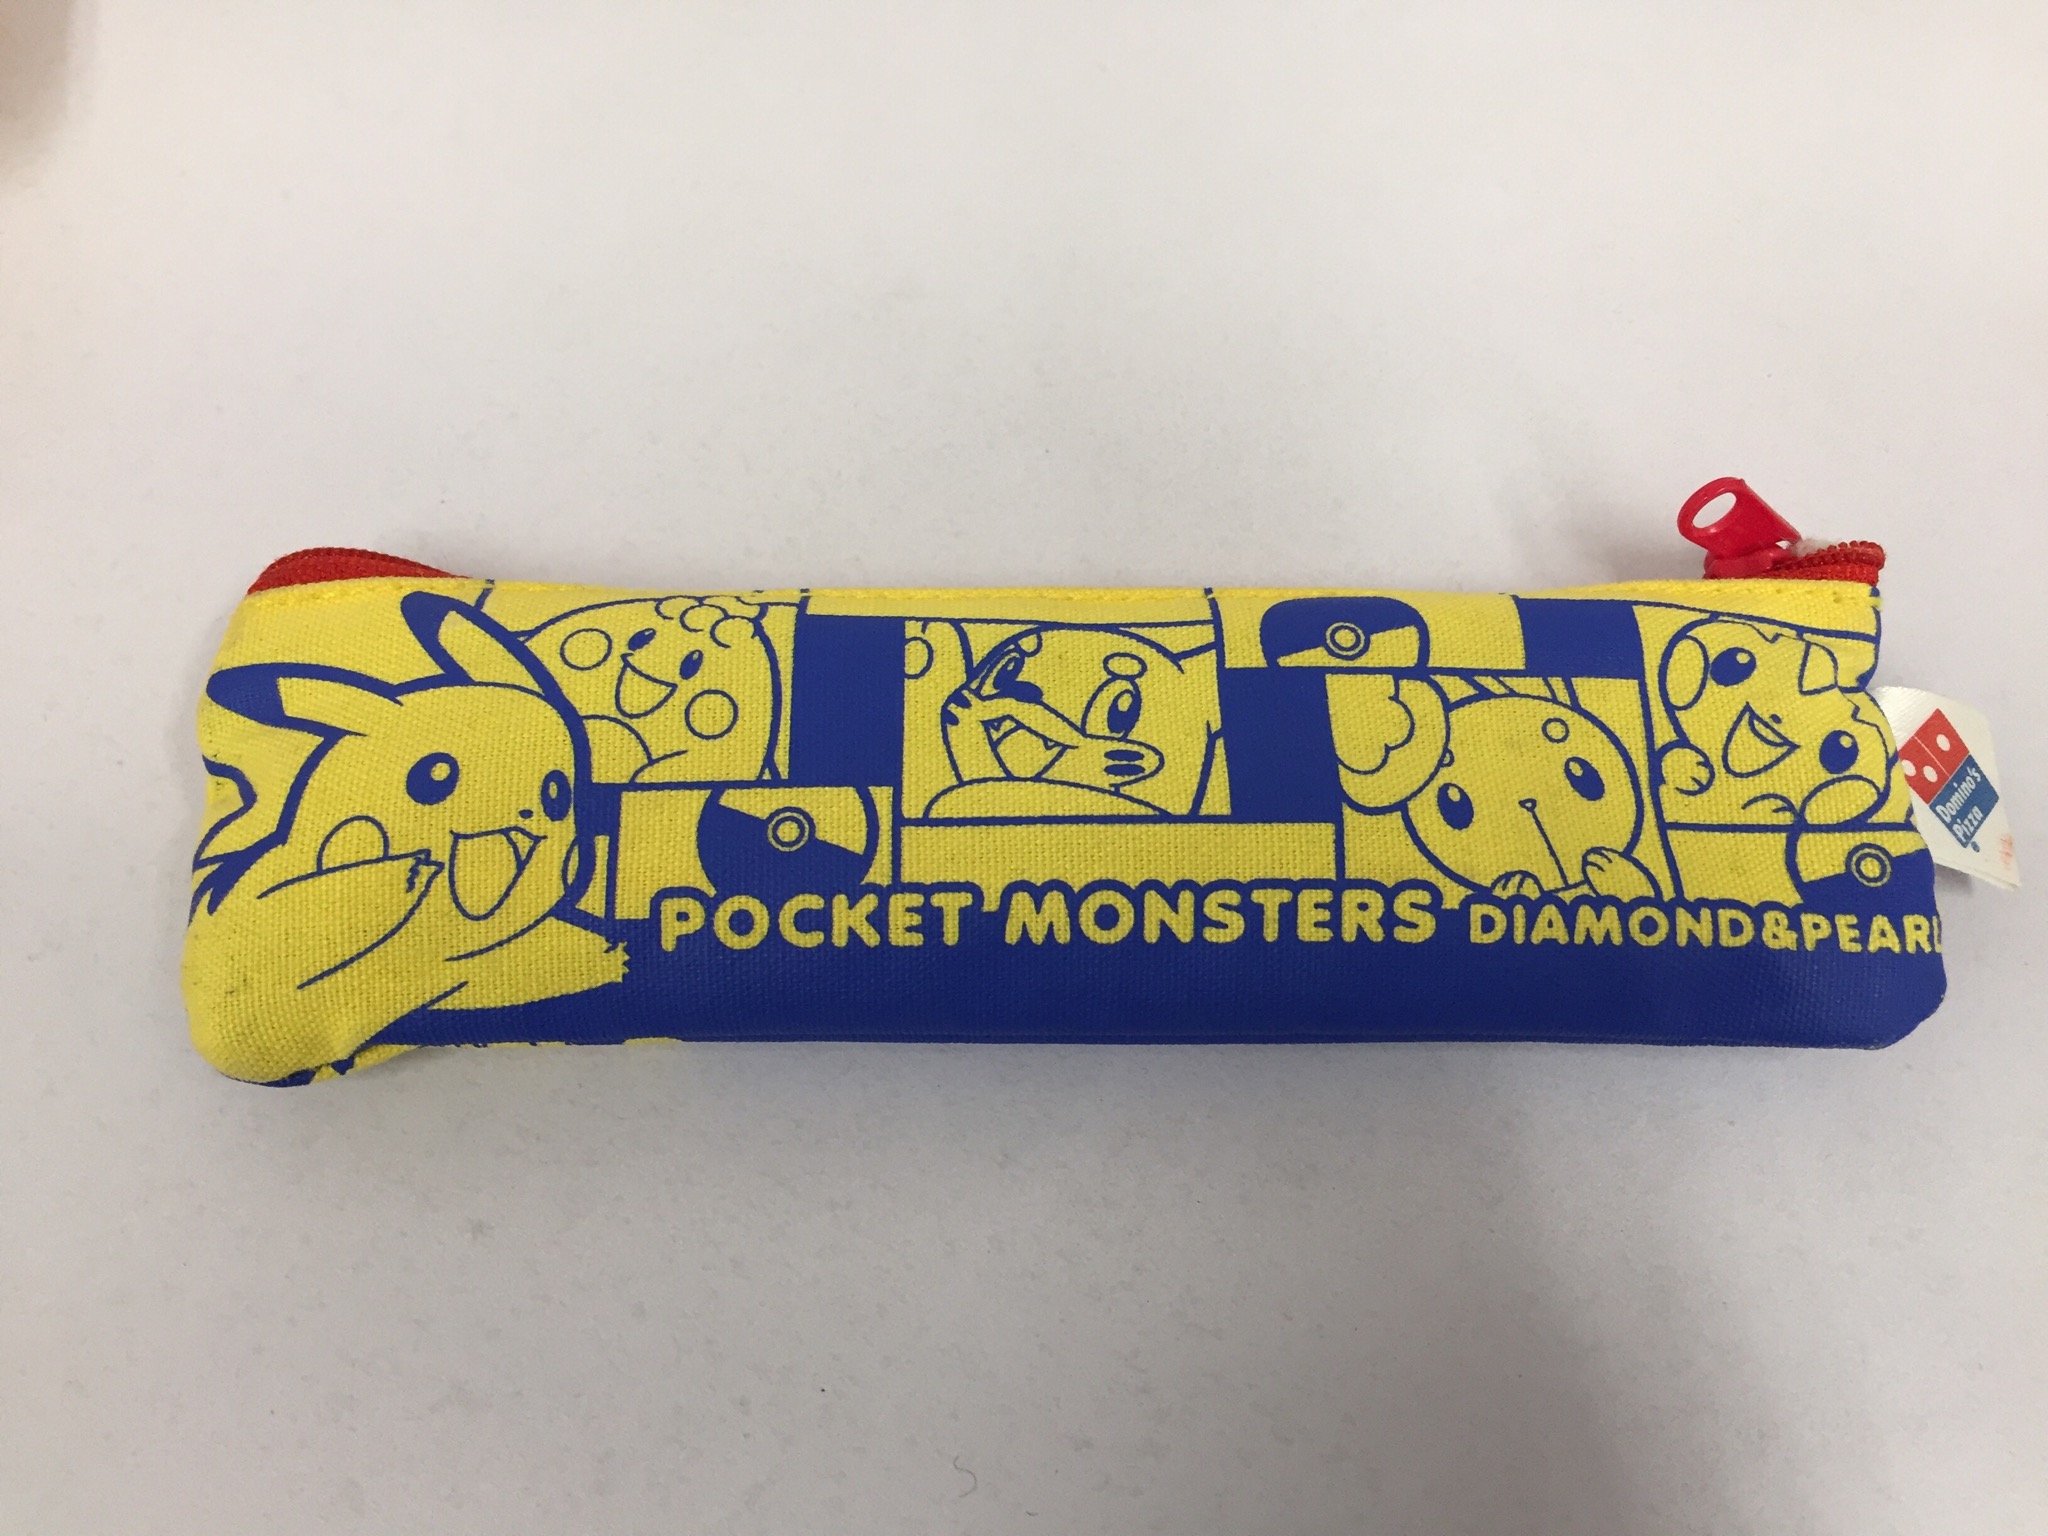 POCKET MONSTERS DIAMOND&PEARL
Domino's
Pizza